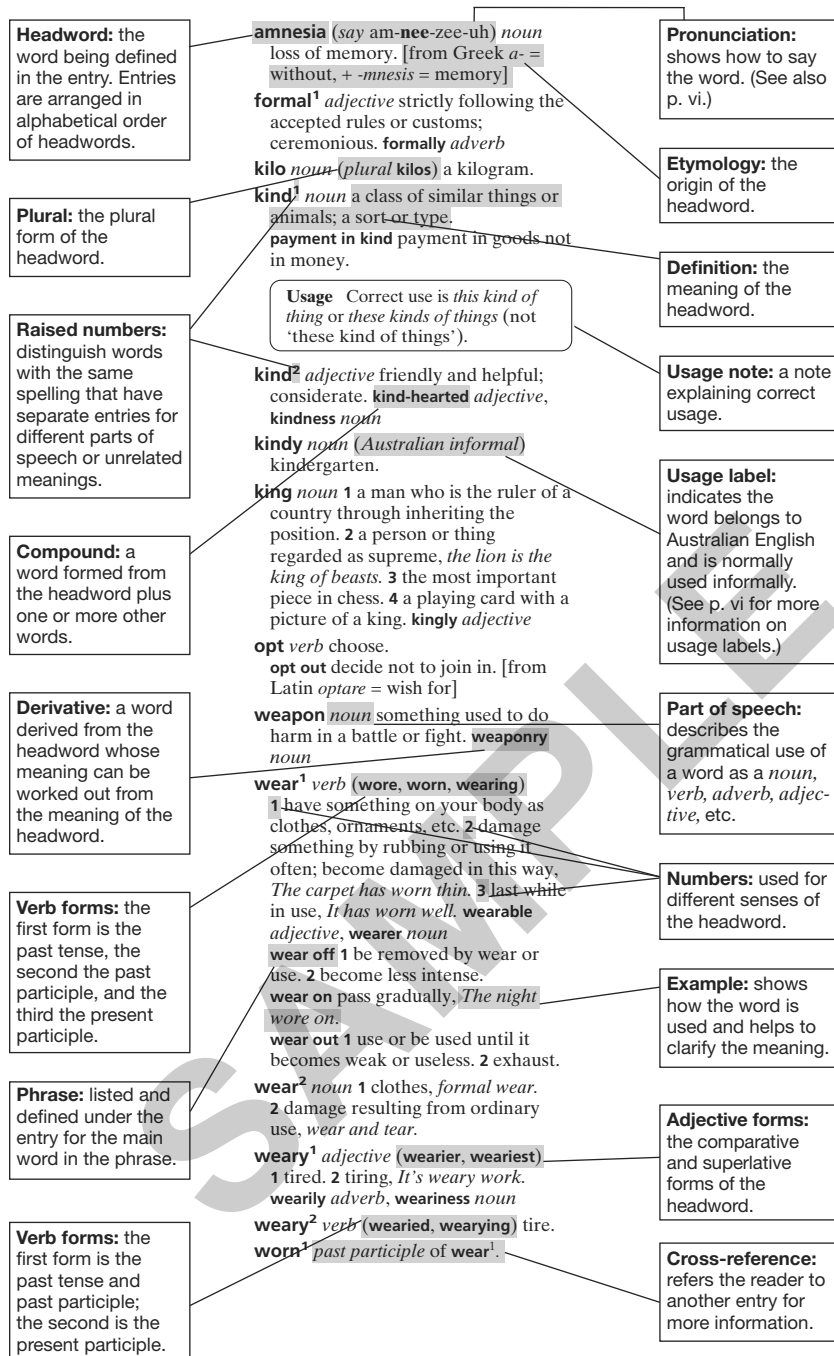 Headword: the
word being defined
in the entry. Entries
are arranged in
alphabetical order
of headwords.
Plural: the plural
form of the
headword.
Raised numbers:
distinguish words
with the same
spelling that have
separate entries for
different parts of
speech or unrelated
meanings.
Compound: a
word formed from
the headword plus
one or more other
words.
Derivative: a word
derived from the
headword whose
meaning can be
worked out from
the meaning of the
headword.
Verb forms: the
first form is the
past tense, the
second the past
participle, and the
third the present
participle.
Phrase: listed and
defined under the
entry for the main
word in the phrase.
Verb forms: the
first form is the
past tense and
past participle;
the second is the
present participle.
amnesia (say am-nee-zee-uh) noun
loss of memory. [from Greek a- =
without, + -mnesis = memory]
formal¹ adjective strictly following the
accepted rules or customs;
ceremonious. formally adverb
kilo noun (plural kilos) a kilogram.
kind¹ noun a class of similar things or
animals; a sort or type.
payment in kind payment in goods not
in money.
Usage Correct use is this kind of
thing or these kinds of things (not
‘these kind of things’).
kind² adjective friendly and helpful;
considerate. kind-hearted adjective,
kindness noun
kindy noun (Australian informal)
kindergarten.
king noun 1 a man who is the ruler of a
country through inheriting the
position. 2 a person or thing
regarded as supreme, the lion is the
king of beasts. 3 the most important
piece in chess. 4 a playing card with a
picture of a king. kingly adjective
opt verb choose.
opt out decide not to join in. [from
Latin optare = wish for]
weapon noun something used to do
harm in a battle or fight. weaponry
noun
wear¹ verb (wore, worn, wearing)
1 have something on your body as
clothes, ornaments, etc. 2 damage
something by rubbing or using it
often; become damaged in this way,
The carpet has worn thin. 3 last while
in use, It has worn well. wearable
adjective, wearer noun
wear off 1 be removed by wear or
use. 2 become less intense.
wear on pass gradually, The night
wore on.
wear out 1 use or be used until it
becomes weak or useless. 2 exhaust.
wear² noun 1 clothes, formal wear.
2 damage resulting from ordinary
use, wear and tear.
weary¹ adjective (wearier, weariest)
1 tired. 2 tiring, It's weary work.
wearily adverb, weariness noun
weary² verb (wearied, wearying) tire.
worn¹ past participle of wear¹.
Pronunciation:
shows how to say
the word. (See also
p. vi.)
Etymology: the
origin of the
headword.
Definition: the
meaning of the
headword.
Usage note: a note
explaining correct
usage.
Usage label:
indicates the
word belongs to
Australian English
and is normally
used informally.
(See p. vi for more
information on
usage labels.)
Part of speech:
describes the
grammatical use of
a word as a noun,
verb, adverb, adjec-
tive, etc.
Numbers: used for
different senses of
the headword.
Example: shows
how the word is
used and helps to
clarify the meaning.
Adjective forms:
the comparative
and superlative
forms of the
headword.
Cross-reference:
refers the reader to
another entry for
more information.
SAMPLE